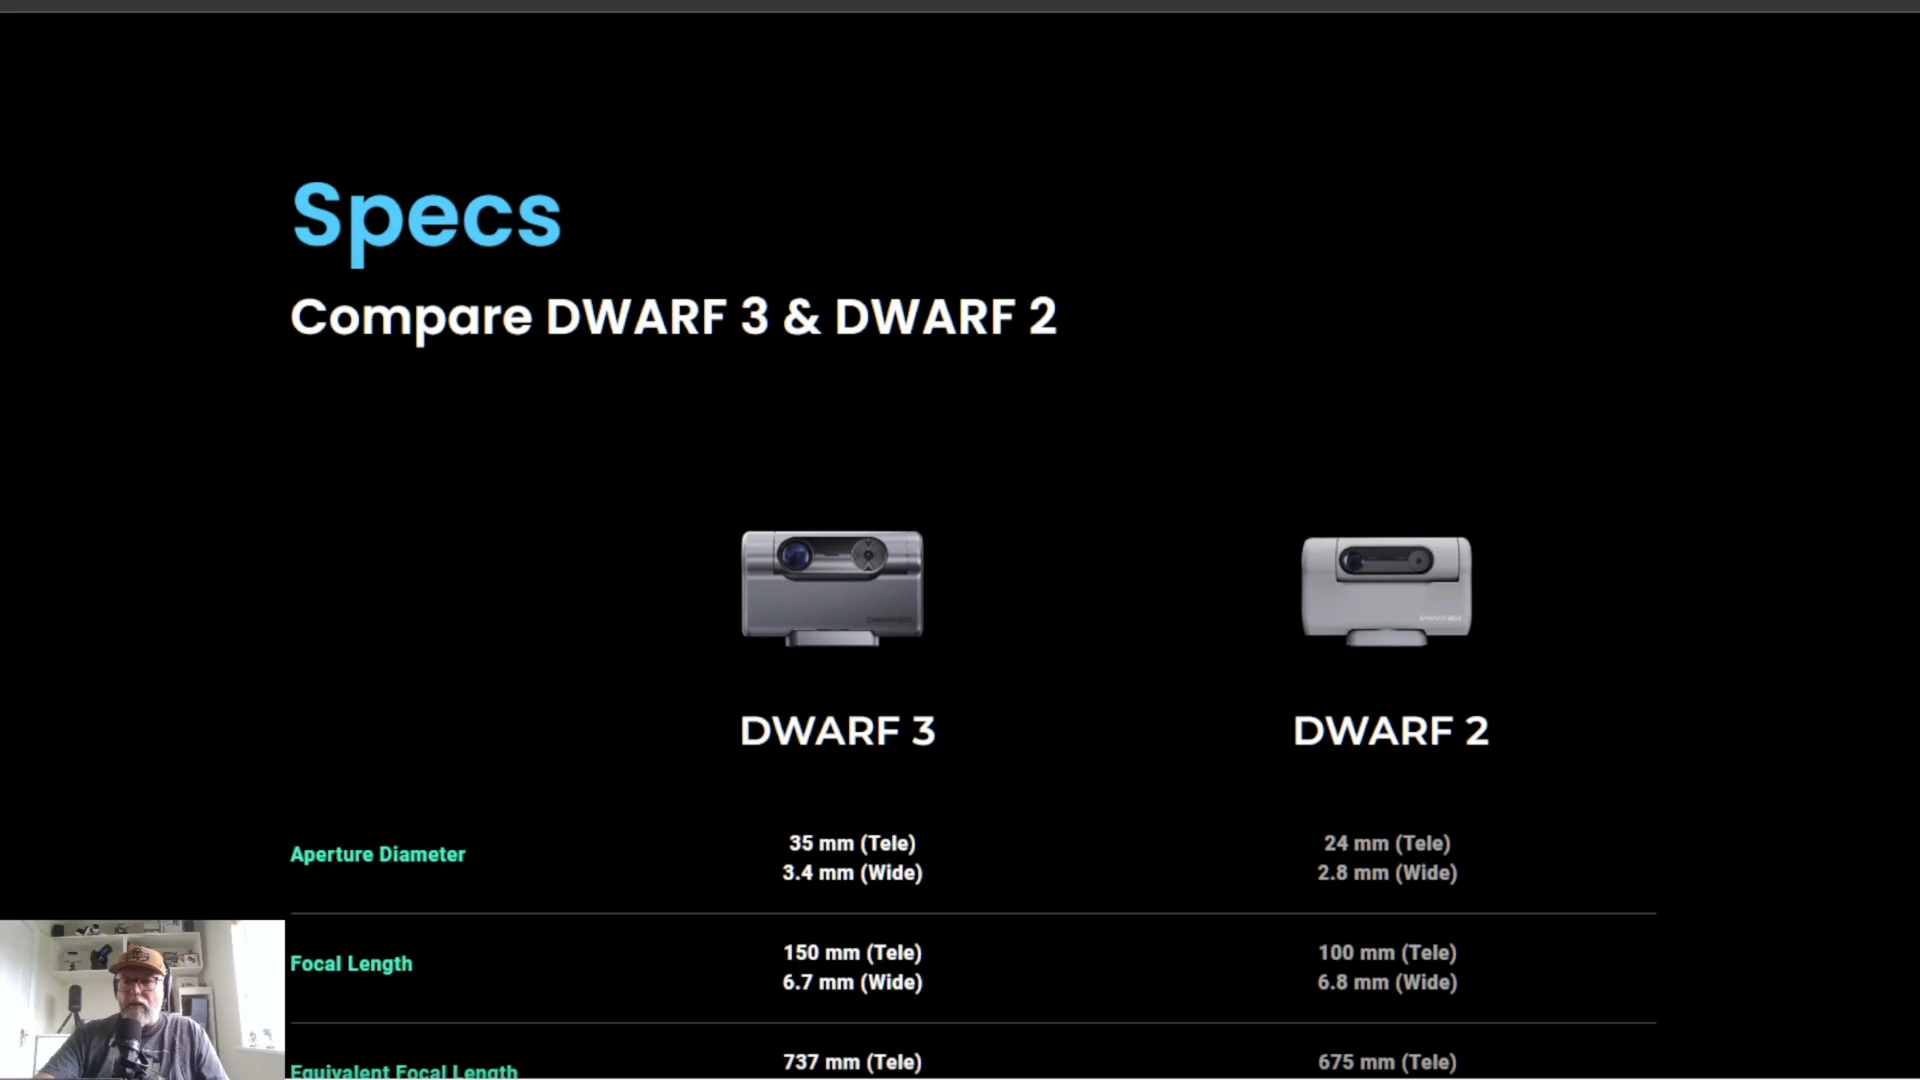 Specs
Compare DWARF 3 & DWARF 2
DWARF 3
DWARF 2
Aperture Diameter
35 mm (Tele)
3.4 mm (Wide)
24 mm (Tele)
2.8 mm (Wide)
Focal Length
150 mm (Tele)
6.7 mm (Wide)
100 mm (Tele)
6.8 mm (Wide)
Equivalent Focal Length
737 mm (Tele)
675 mm (Tele)